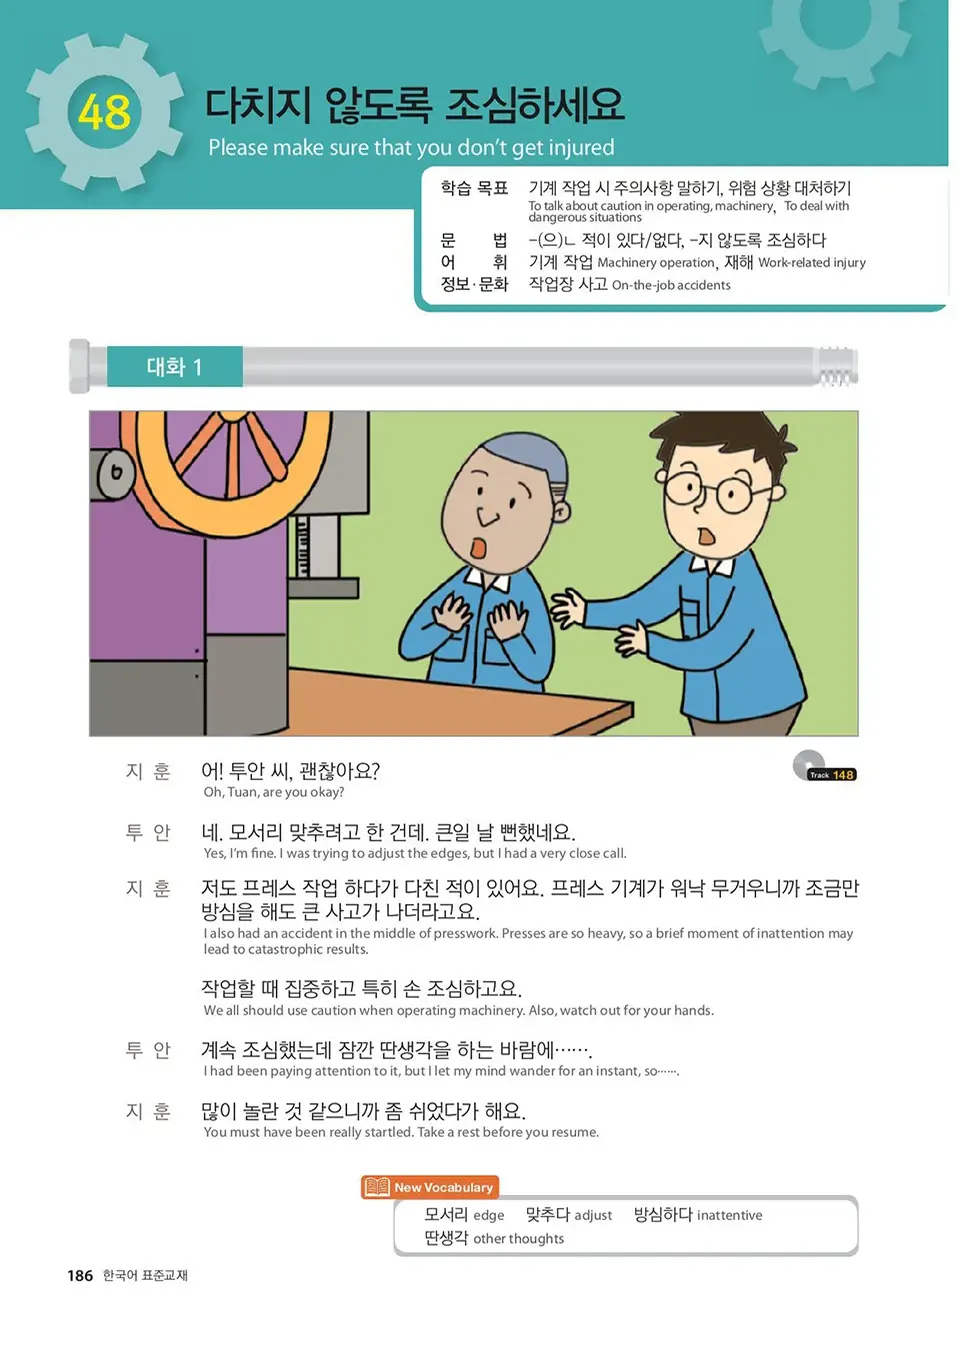 48
다치지 않도록 조심하세요
Please make sure that you don't get injured
학습 목표 기계 작업 시 주의사항 말하기, 위험 상황 대처하기
To talk about caution in operating, machinery, To deal with
dangerous situations
문 법 -(으)ㄴ 적이 있다/없다, -지 않도록 조심하다
어 휘 기계 작업 Machinery operation, 재해 Work-related injury
정보·문화 작업장 사고 On-the-job accidents
대화 1
Track 148
지 훈 어! 투안 씨, 괜찮아요?
Oh, Tuan, are you okay?
투 안 네. 모서리 맞추려고 한 건데. 큰일 날 뻔했네요.
Yes, I'm fine. I was trying to adjust the edges, but I had a very close call.
지 훈 저도 프레스 작업 하다가 다친 적이 있어요. 프레스 기계가 워낙 무거우니까 조금만
방심을 해도 큰 사고가 나더라고요.
I also had an accident in the middle of presswork. Presses are so heavy, so a brief moment of inattention may
lead to catastrophic results.
작업할 때 집중하고 특히 손 조심하고요.
We all should use caution when operating machinery. Also, watch out for your hands.
투 안 계속 조심했는데 잠깐 딴생각을 하는 바람에⋯⋯.
I had been paying attention to it, but I let my mind wander for an instant, so⋯⋯.
지 훈 많이 놀란 것 같으니까 좀 쉬었다가 해요.
You must have been really startled. Take a rest before you resume.
New Vocabulary
모서리 edge 맞추다 adjust 방심하다 inattentive
딴생각 other thoughts
186 한국어 표준교재